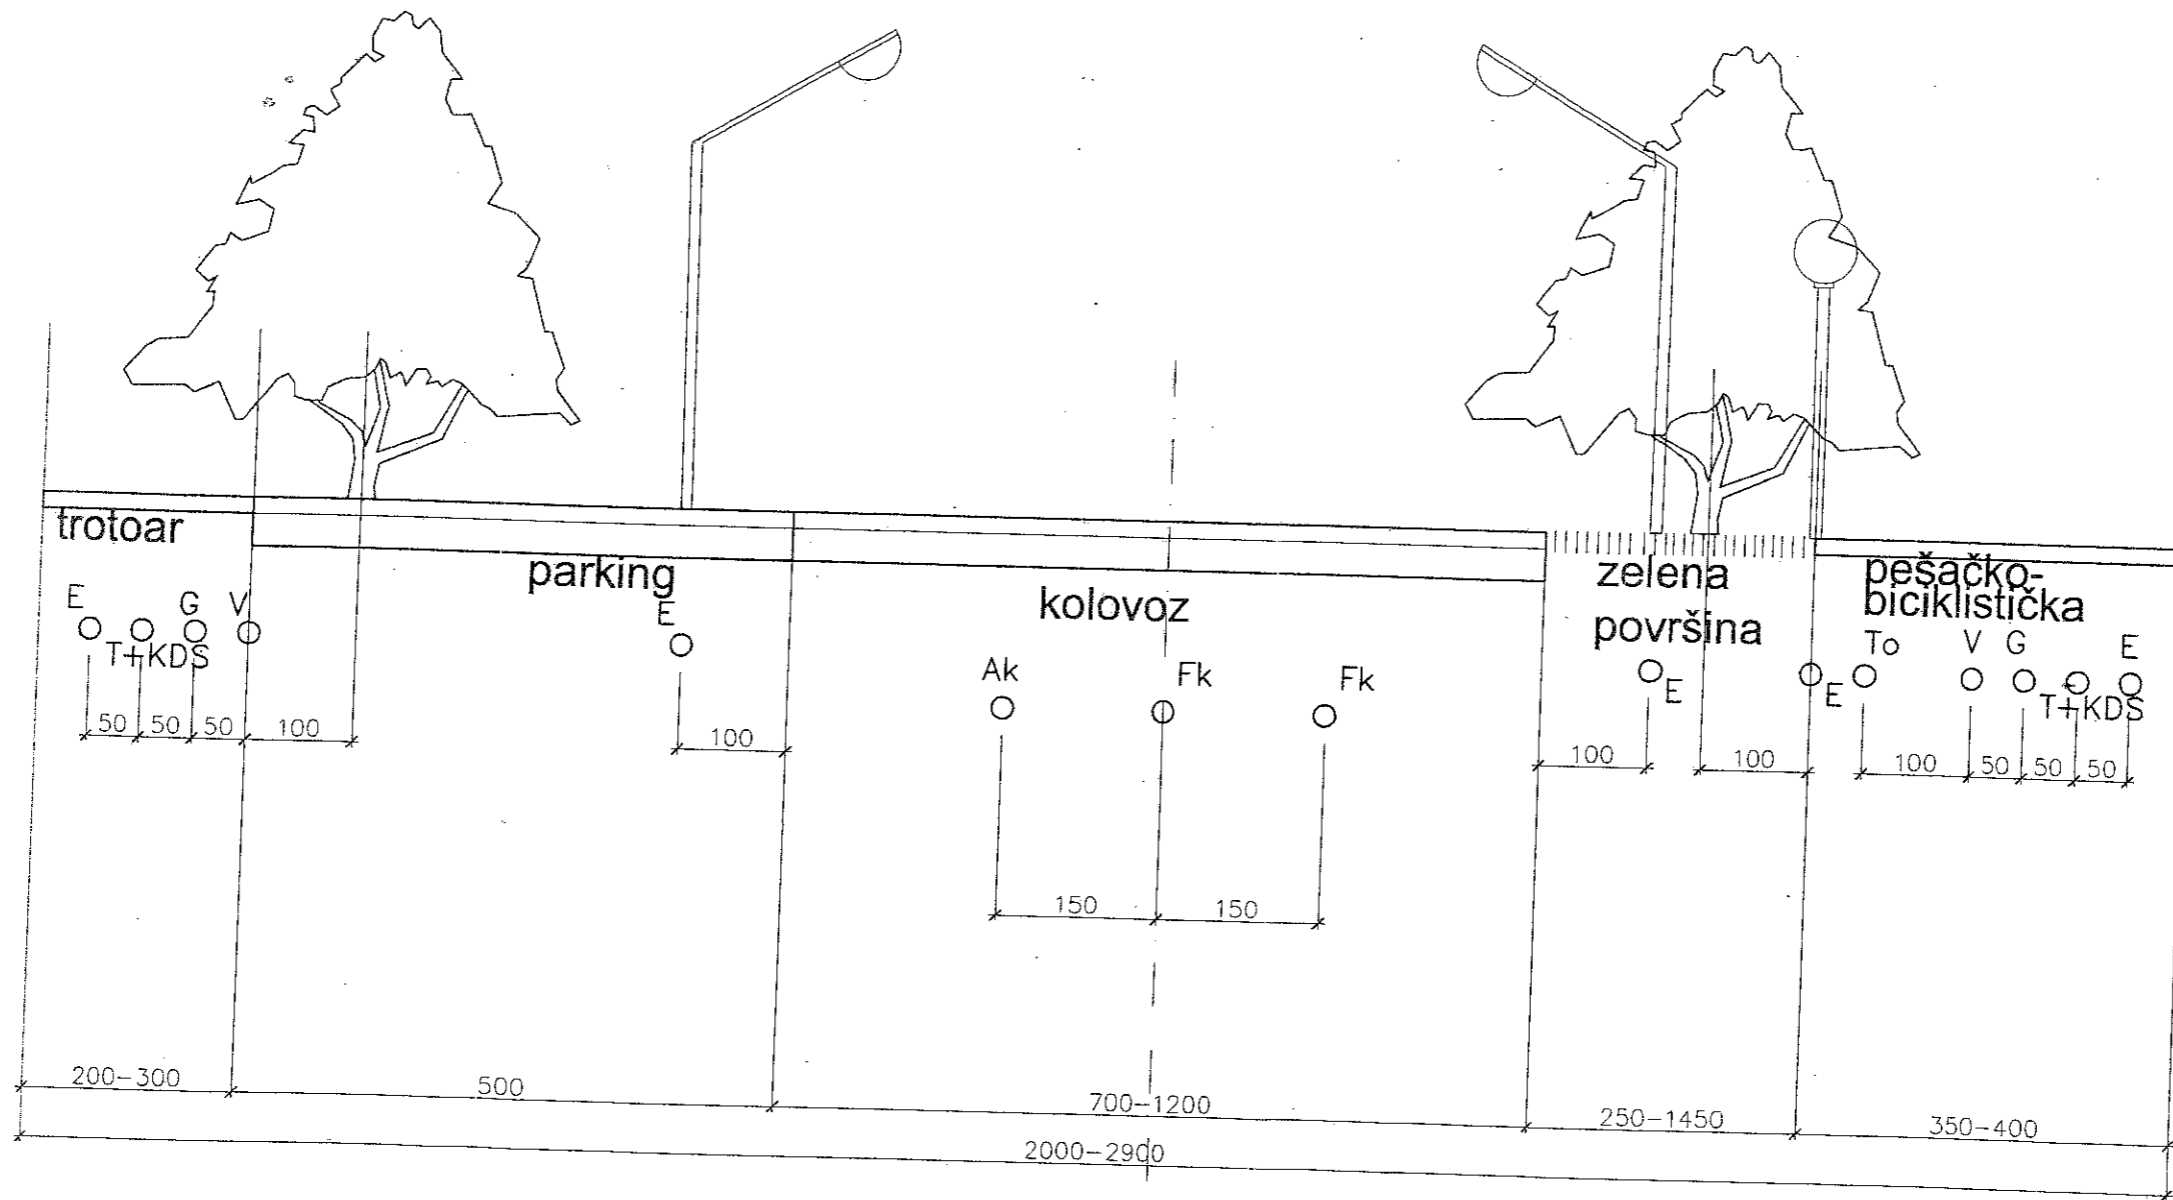 trotoar
parking
kolovoz
zelena
površina
pešačko-
biciklistička
E
G
V
T+KDS
E
Ak
Fk
Fk
E
E
To
V
G
E
T+KDS
50
50
50
100
100
100
100
100
50
50
50
150
150
200-300
500
700-1200
250-1450
350-400
2000-2900